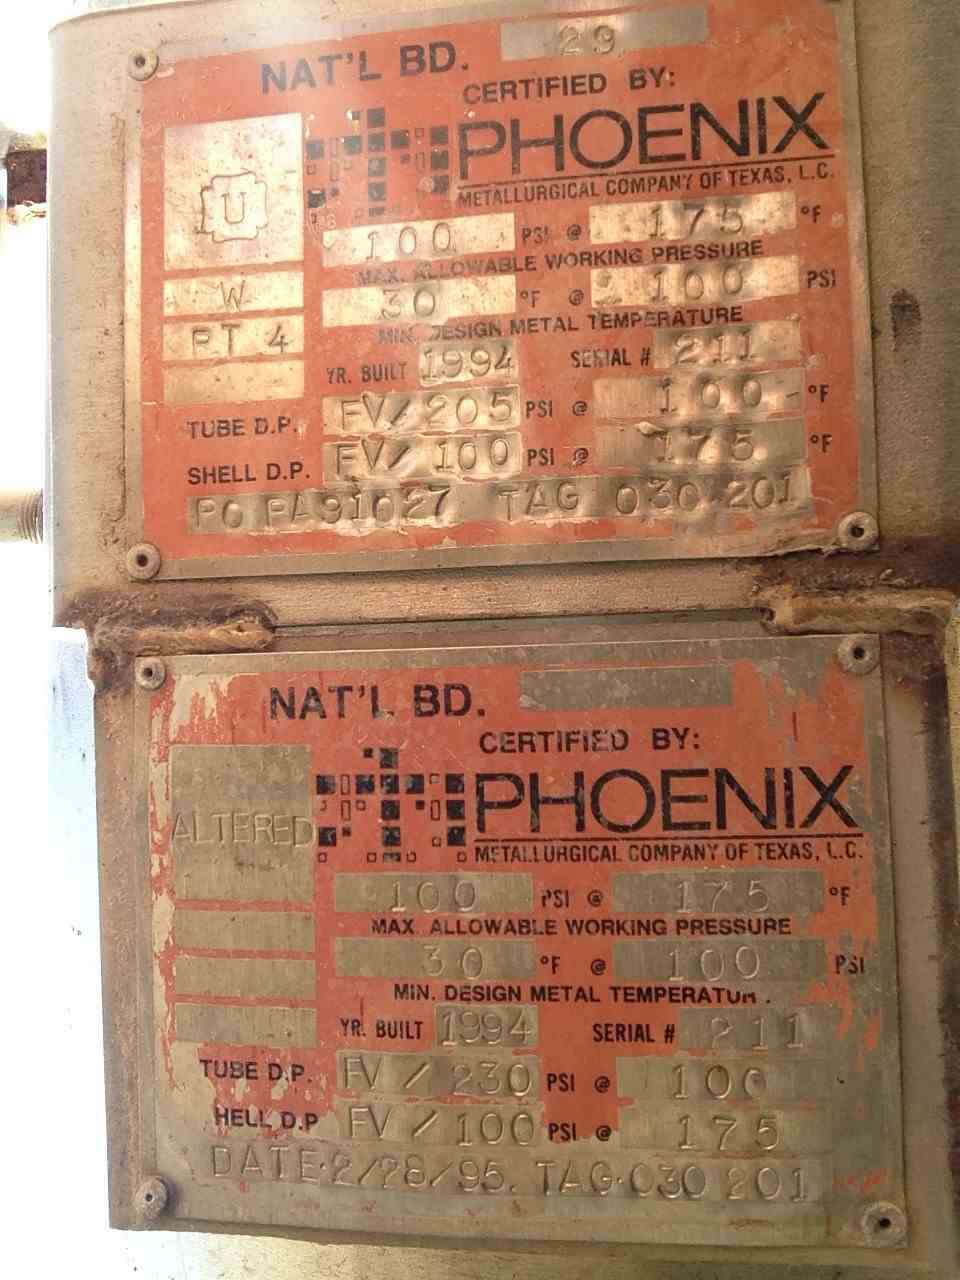 NAT'L BD. 29
CERTIFIED BY:
PHOENIX
METALLURGICAL COMPANY OF TEXAS, L.C.
U
100 PSI @ 175 °F
MAX. ALLOWABLE WORKING PRESSURE
W
30 °F @ 100 PSI
MIN. DESIGN METAL TEMPERATURE
RT 4
YR. BUILT 1994 SERIAL # 211
TUBE D.P. FV/205 PSI @ 100 °F
SHELL D.P. FV/100 PSI @ 175 °F
PO PA91027 TAG 030 201
NAT'L BD.
CERTIFIED BY:
PHOENIX
METALLURGICAL COMPANY OF TEXAS, L.C.
ALTERED
100 PSI @ 175 °F
MAX. ALLOWABLE WORKING PRESSURE
30 °F @ 100 PSI
MIN. DESIGN METAL
YR. BUILT 1994 SERIAL # 211
TUBE D.P. FV/230 PSI @ 100
HELL D.P FV/100 PSI @ 175
DATE·2/28/95. TAG·030 201